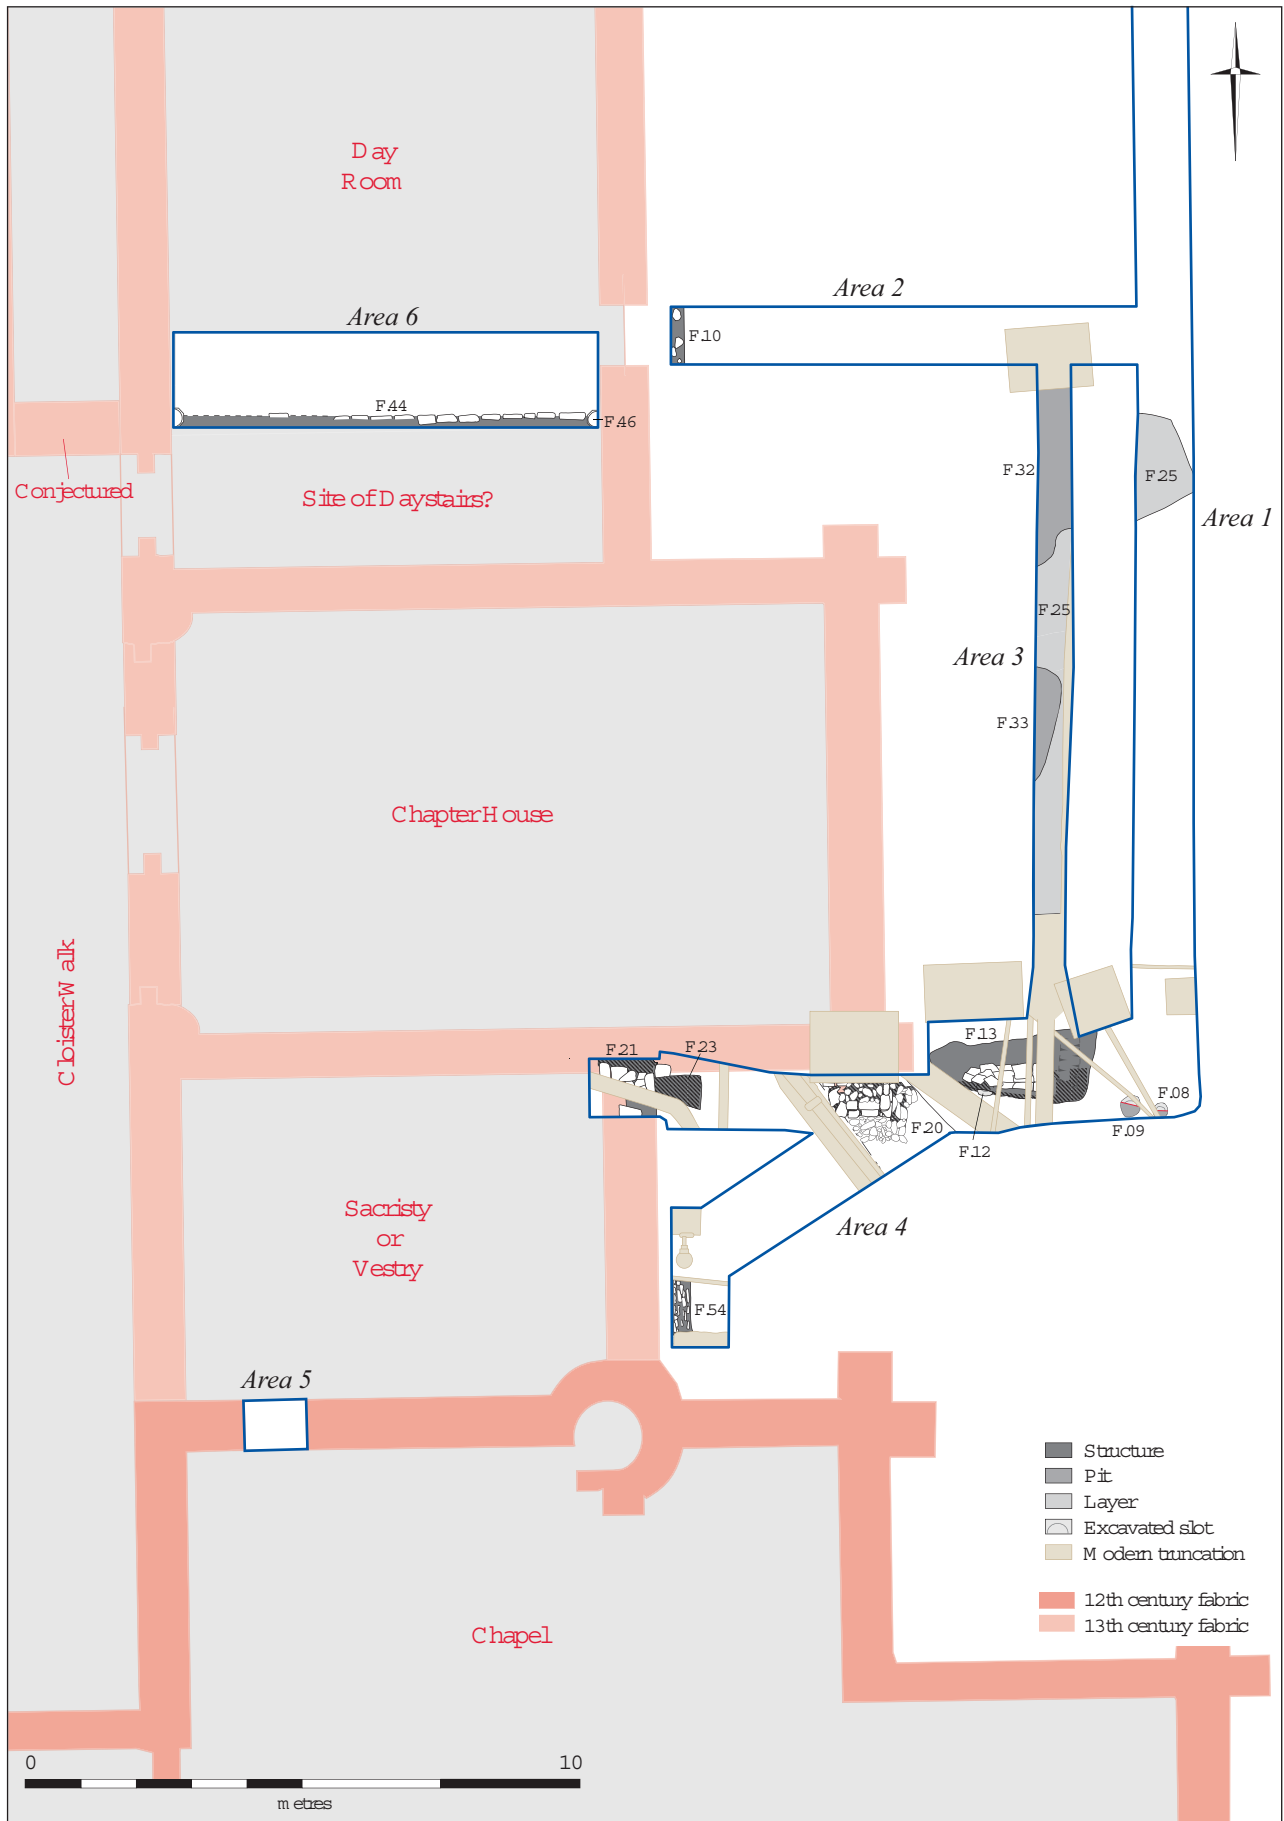 Day
Room
Area 2
Area 6
F.10
F.44
F.46
F.32
F.25
Conjectured
Site of Daystairs?
Area 1
F.25
Area 3
F.33
Chapter House
Cloister Walk
F.13
F.21
F.23
F.08
F.20
F.09
F.12
Sacristy
or
Vestry
Area 4
F.54
Area 5
Structure
Pit
Layer
Excavated slot
Modern truncation
12th century fabric
13th century fabric
Chapel
0 10
metres